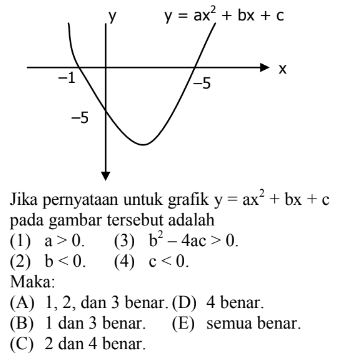 y y = ax² + bx + c
x
–1 –5
–5
Jika pernyataan untuk grafik y = ax² + bx + c
pada gambar tersebut adalah
(1) a > 0. (3) b² – 4ac > 0.
(2) b < 0. (4) c < 0.
Maka:
(A) 1, 2, dan 3 benar. (D) 4 benar.
(B) 1 dan 3 benar. (E) semua benar.
(C) 2 dan 4 benar.